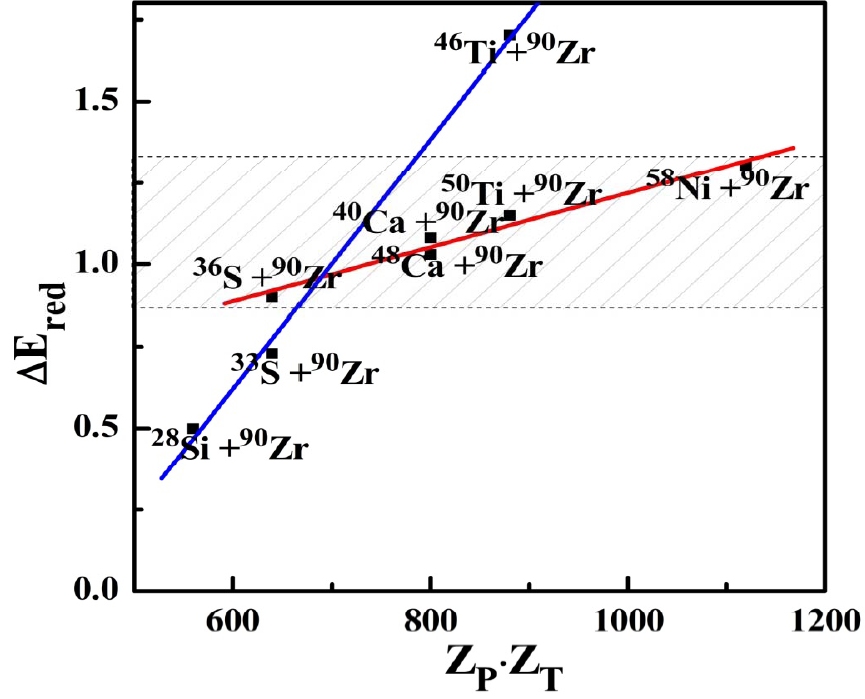 ⁴⁶Ti +⁹⁰Zr
1.5
⁵⁰Ti +⁹⁰Zr
⁵⁸Ni +⁹⁰Zr
⁴⁰Ca +⁹⁰Zr
⁴⁸Ca +⁹⁰Zr
1.0
³⁶S +⁹⁰Zr
ΔE_red
³³S +⁹⁰Zr
0.5
²⁸Si +⁹⁰Zr
0.0
600 800 1000 1200
Z_P·Z_T